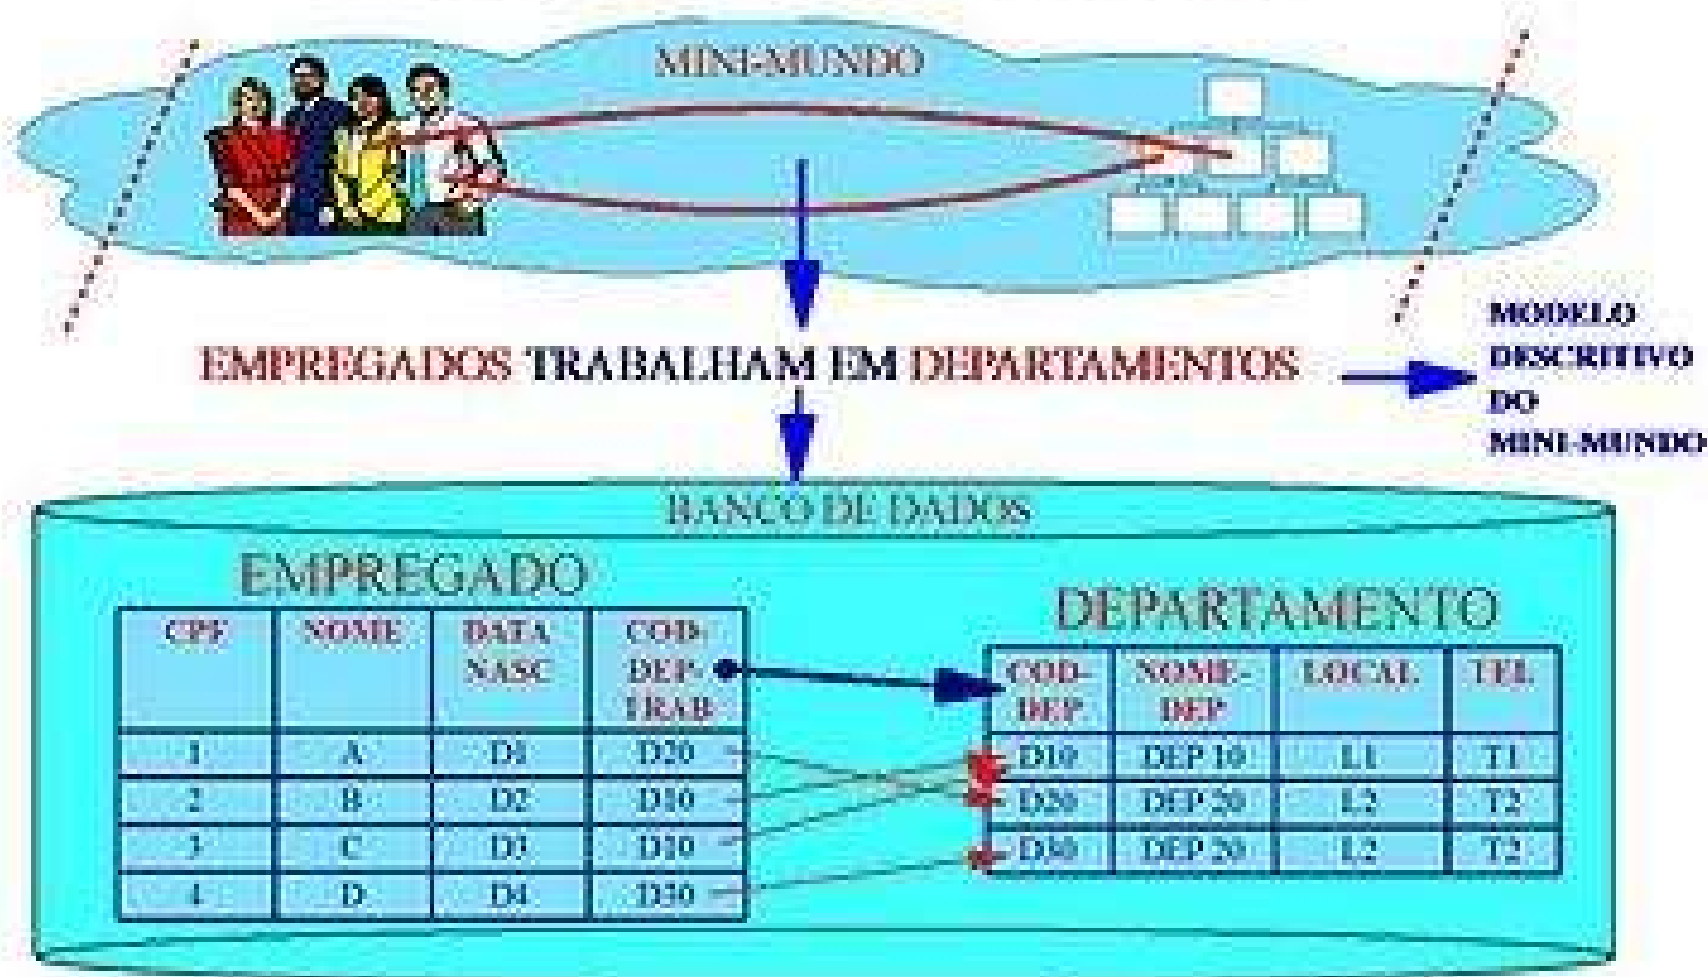 MINI-MUNDO
EMPREGADOS TRABALHAM EM DEPARTAMENTOS
MODELO
DESCRITIVO
DO
MINI-MUNDO
BANCO DE DADOS
EMPREGADO
CPF NOME DATA NASC COD-DEP-TRAB
1 A D1 D20
2 B D2 D10
3 C D3 D10
4 D D4 D30
DEPARTAMENTO
COD-DEP NOME-DEP LOCAL TEL
D10 DEP 10 L1 T1
D20 DEP 20 L2 T2
D30 DEP 20 L2 T2